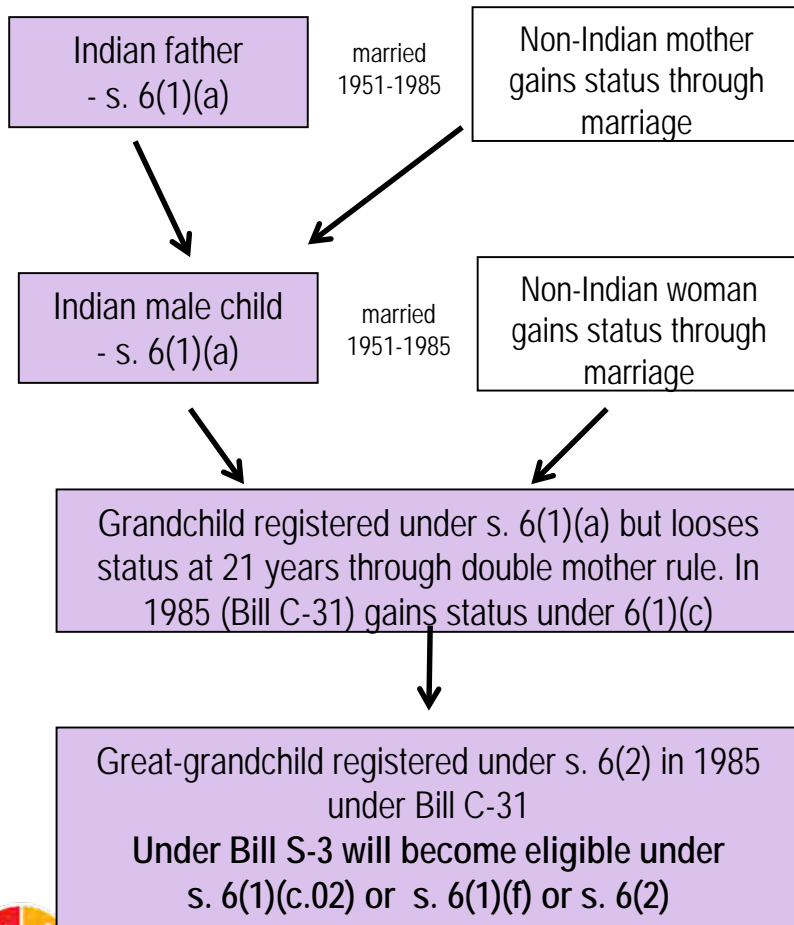 Indian father
- s. 6(1)(a)
married
1951-1985
Non-Indian mother
gains status through
marriage
Indian male child
- s. 6(1)(a)
married
1951-1985
Non-Indian woman
gains status through
marriage
Grandchild registered under s. 6(1)(a) but looses
status at 21 years through double mother rule. In
1985 (Bill C-31) gains status under 6(1)(c)
Great-grandchild registered under s. 6(2) in 1985
under Bill C-31
Under Bill S-3 will become eligible under
s. 6(1)(c.02) or s. 6(1)(f) or s. 6(2)